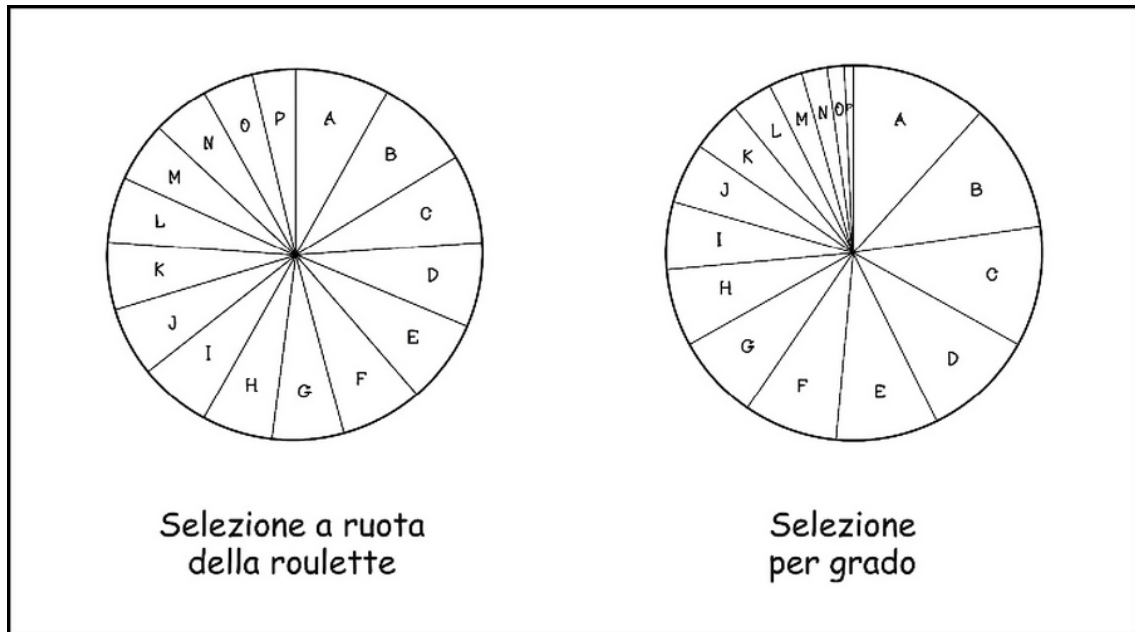 A
B
C
D
E
F
G
H
I
J
K
L
M
N
O
P
Selezione a ruota
della roulette
A
B
C
D
E
F
G
H
I
J
K
L
M
N
O
P
Selezione
per grado